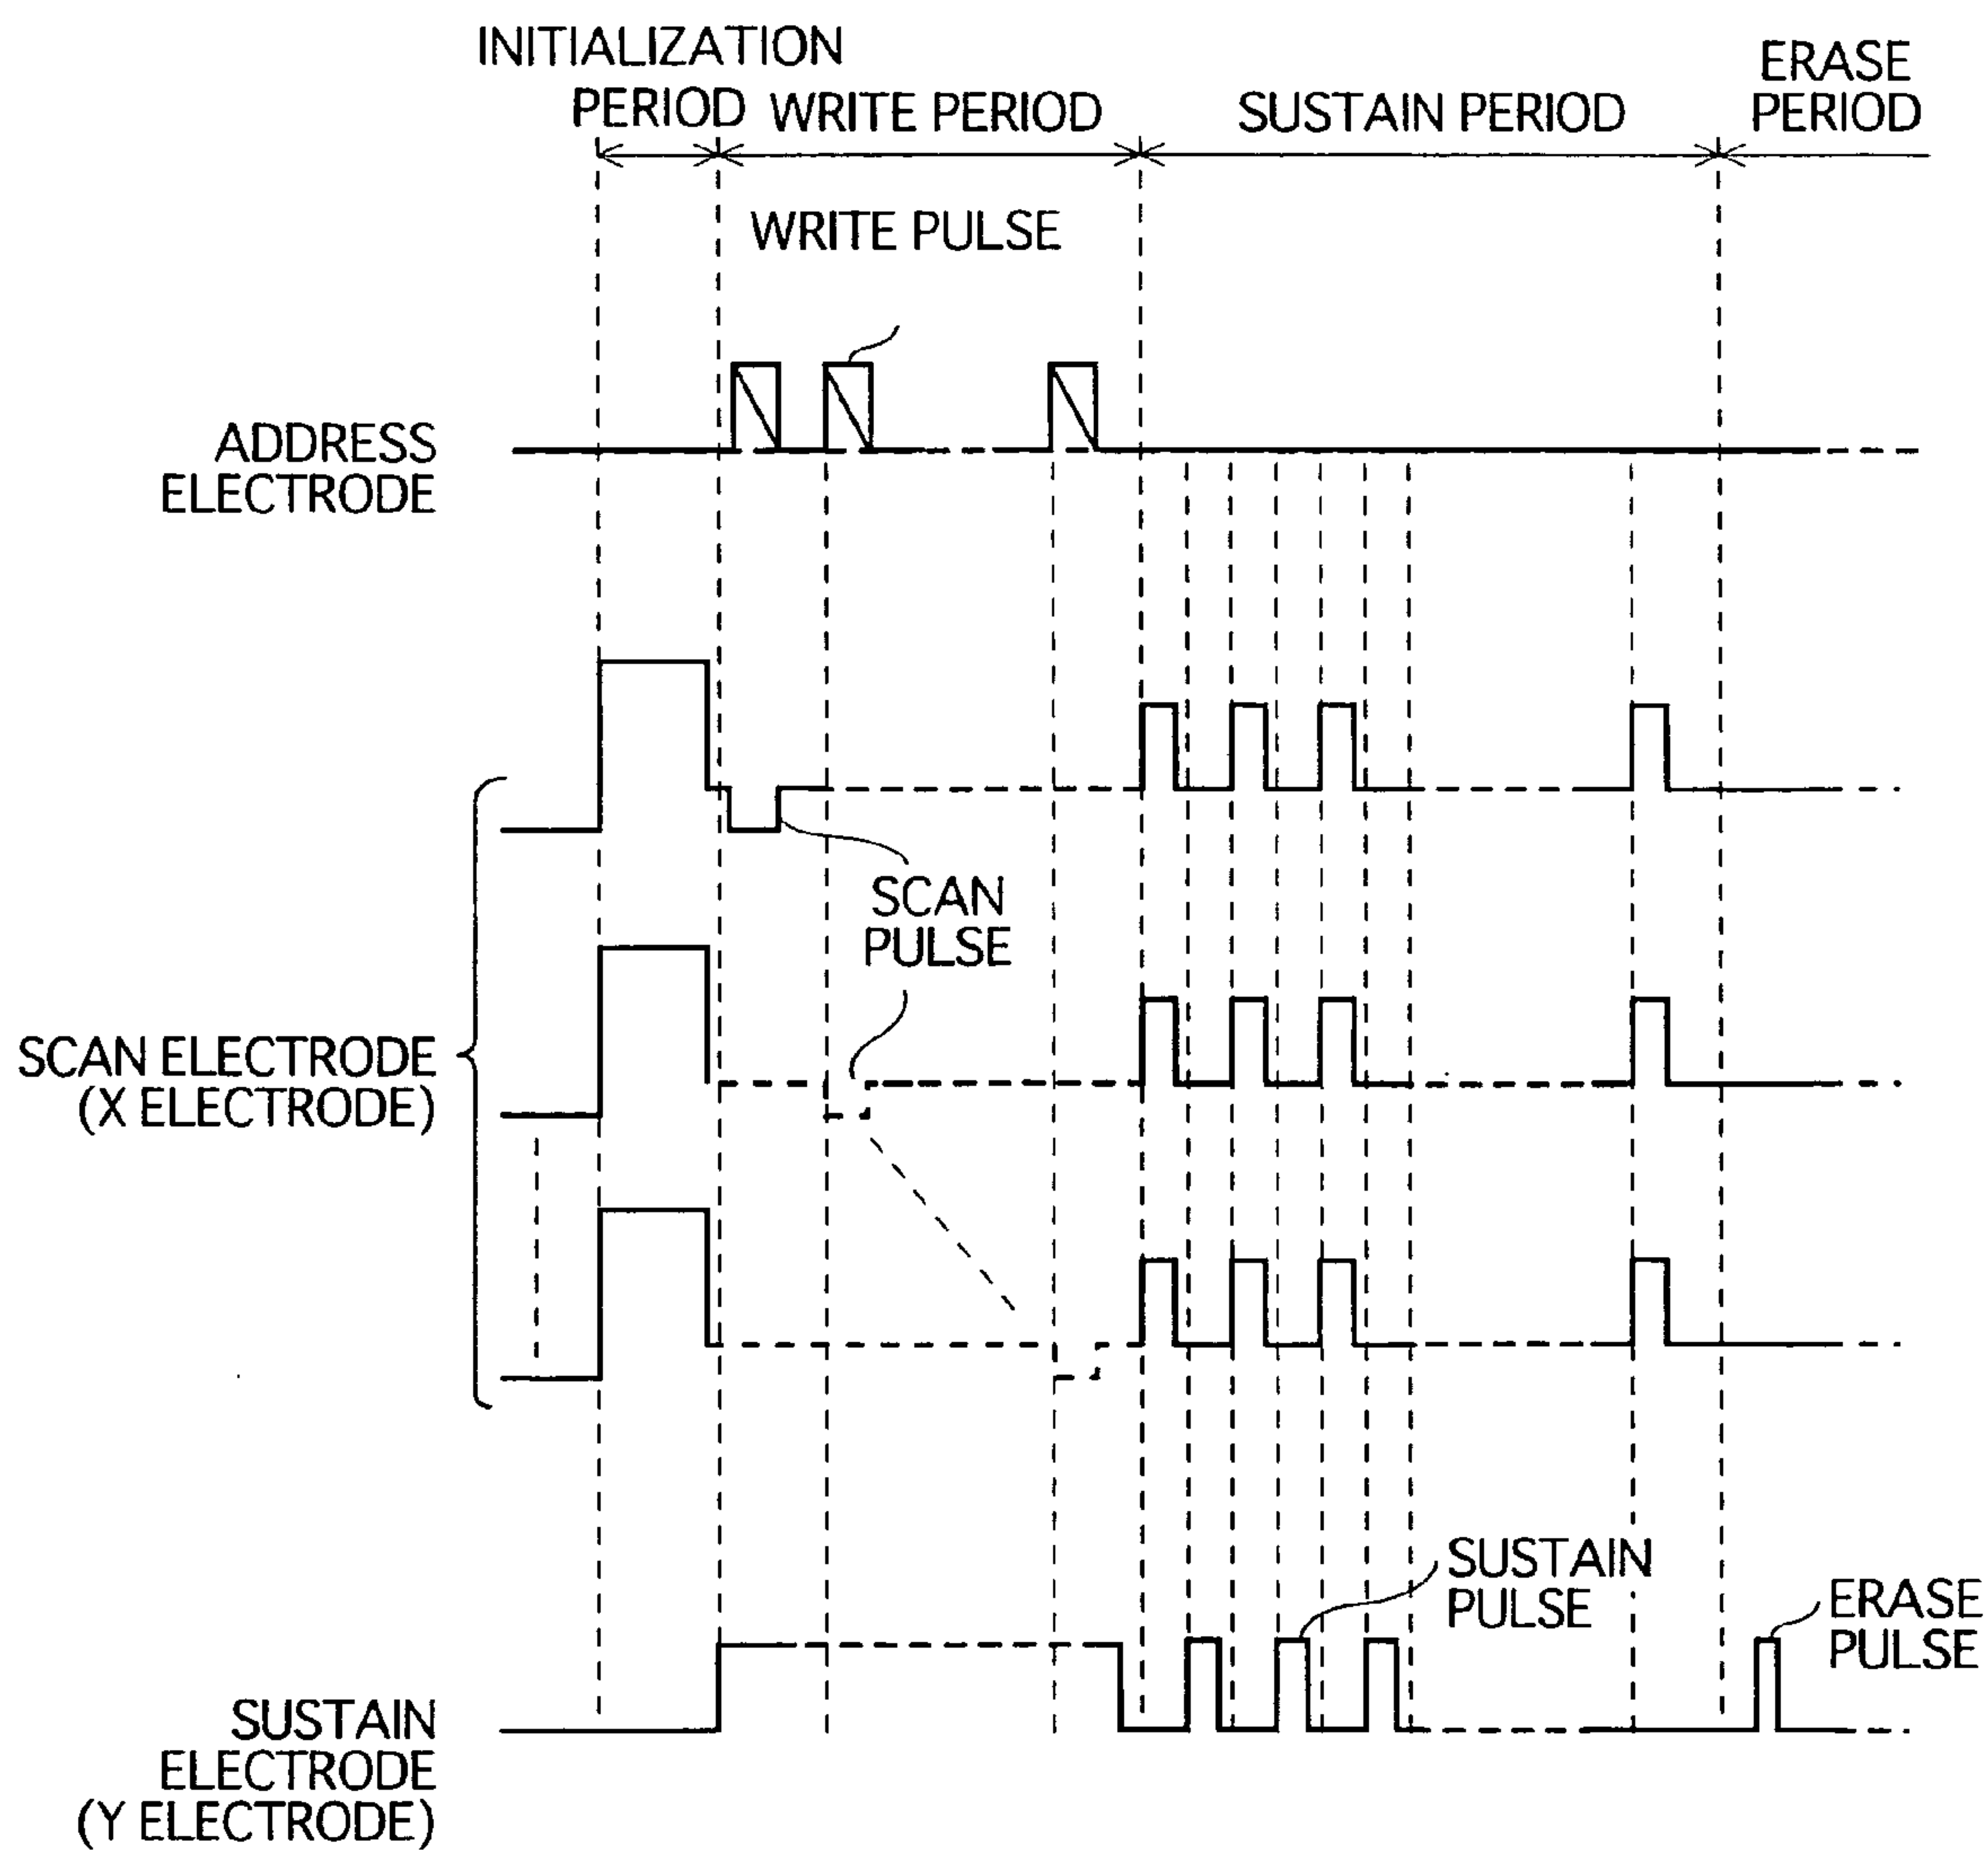 INITIALIZATION
PERIOD
WRITE PERIOD
SUSTAIN PERIOD
ERASE
PERIOD
WRITE PULSE
ADDRESS
ELECTRODE
SCAN
PULSE
SCAN ELECTRODE
(X ELECTRODE)
SUSTAIN
PULSE
ERASE
PULSE
SUSTAIN
ELECTRODE
(Y ELECTRODE)